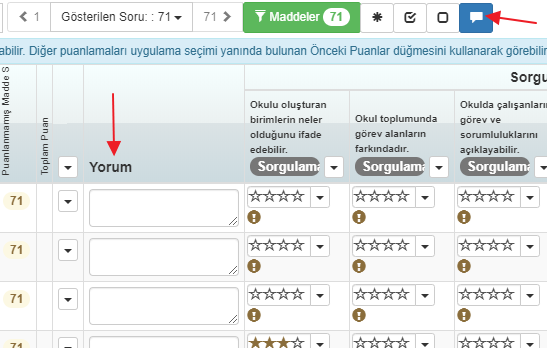 1 Gösterilen Soru: : 71 71 Maddeler 71
abilir. Diğer puanlamaları uygulama seçimi yanında bulunan Önceki Puanlar düğmesini kullanarak görebilir
Puanlanmamış Madde S
Toplam Puan
Yorum
Sorgu
Okulu oluşturan
birimlerin neler
olduğunu ifade
edebilir.
Sorgulama
Okul toplumunda
görev alanların
farkındadır.
Sorgulama
Okulda çalışanların
görev ve
sorumluluklarını
açıklayabilir.
Sorgulama
71
71
71
71